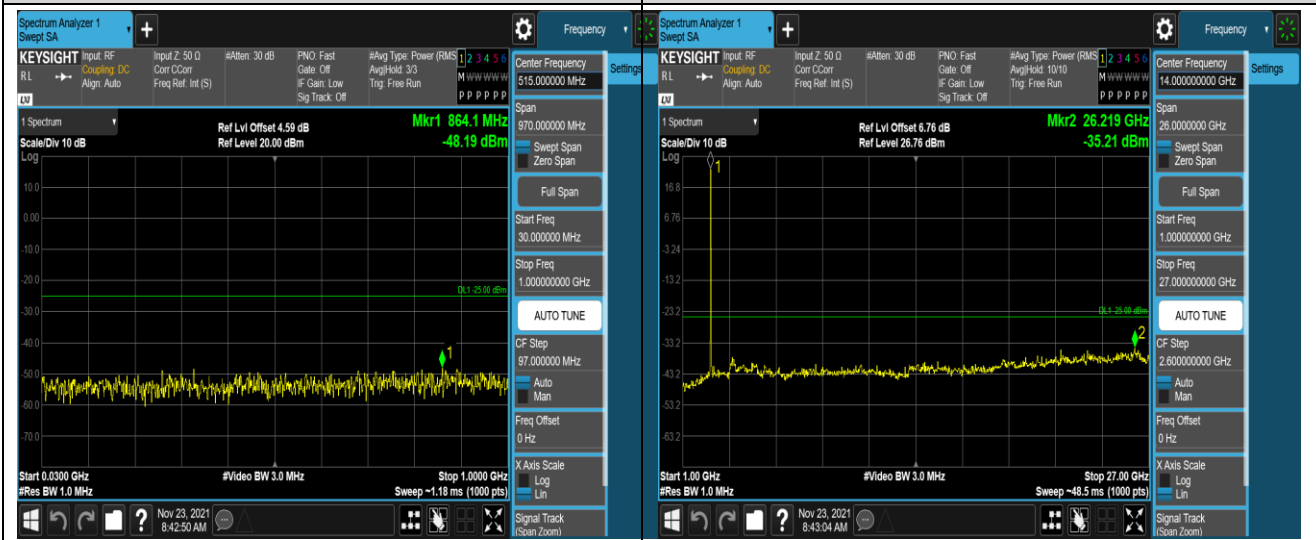 Spectrum Analyzer 1
Swept SA
+
Frequency
KEYSIGHT
Input: RF
Coupling: DC
Align: Auto
Input Z: 50 Ω
Corr CCorr
Freq Ref: Int (S)
#Atten: 30 dB
PNO: Fast
Gate: Off
IF Gain: Low
Sig Track: Off
#Avg Type: Power (RMS
Avg|Hold: 3/3
Trig: Free Run
1 2 3 4 5 6
M W W W W W
P P P P P P
RL
LXI
1 Spectrum
Scale/Div 10 dB
Log
Ref Lvl Offset 4.59 dB
Ref Level 20.00 dBm
Mkr1 864.1 MHz
-48.19 dBm
10.0
0.00
-10.0
-20.0
DL1 -25.00 dBm
-30.0
-40.0
1
-50.0
-60.0
-70.0
Start 0.0300 GHz
#Res BW 1.0 MHz
#Video BW 3.0 MHz
Stop 1.0000 GHz
Sweep ~1.18 ms (1000 pts)
Nov 23, 2021
8:42:50 AM
Center Frequency
515.000000 MHz
Settings
Span
970.000000 MHz
Swept Span
Zero Span
Full Span
Start Freq
30.000000 MHz
Stop Freq
1.000000000 GHz
AUTO TUNE
CF Step
97.000000 MHz
Auto
Man
Freq Offset
0 Hz
X Axis Scale
Log
Lin
Signal Track
(Span Zoom)
Spectrum Analyzer 1
Swept SA
+
Frequency
KEYSIGHT
Input: RF
Coupling: DC
Align: Auto
Input Z: 50 Ω
Corr CCorr
Freq Ref: Int (S)
#Atten: 30 dB
PNO: Fast
Gate: Off
IF Gain: Low
Sig Track: Off
#Avg Type: Power (RMS
Avg|Hold: 10/10
Trig: Free Run
1 2 3 4 5 6
M W W W W W
P P P P P P
RL
LXI
1 Spectrum
Scale/Div 10 dB
Log
Ref Lvl Offset 6.76 dB
Ref Level 26.76 dBm
Mkr2 26.219 GHz
-35.21 dBm
1
16.8
6.76
-3.24
-13.2
-23.2
DL1 -25.00 dBm
-33.2
2
-43.2
-53.2
-63.2
Start 1.00 GHz
#Res BW 1.0 MHz
#Video BW 3.0 MHz
Stop 27.00 GHz
Sweep ~48.5 ms (1000 pts)
Nov 23, 2021
8:43:04 AM
Center Frequency
14.000000000 GHz
Settings
Span
26.0000000 GHz
Swept Span
Zero Span
Full Span
Start Freq
1.000000000 GHz
Stop Freq
27.000000000 GHz
AUTO TUNE
CF Step
2.600000000 GHz
Auto
Man
Freq Offset
0 Hz
X Axis Scale
Log
Lin
Signal Track
(Span Zoom)